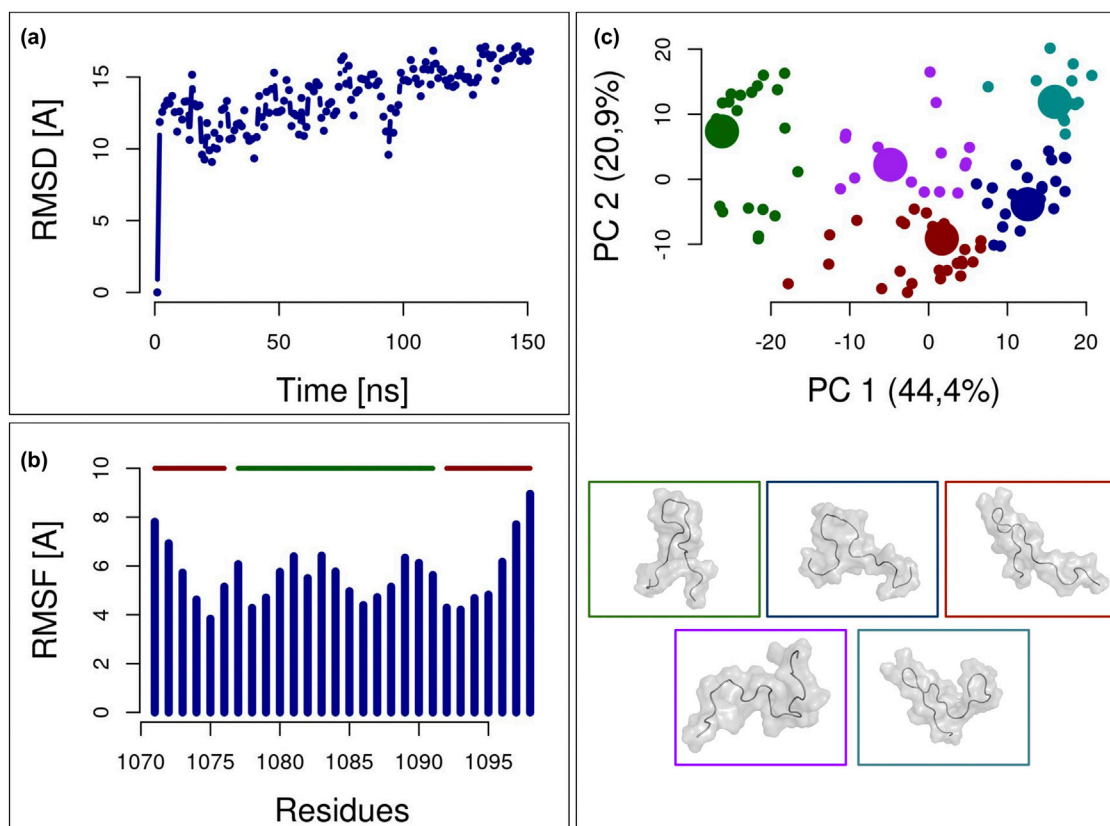 (a)
RMSD [A]
15
10
5
0
0 50 100 150
Time [ns]
(b)
RMSF [A]
10
8
6
4
2
0
1070 1075 1080 1085 1090 1095
Residues
(c)
PC 2 (20,9%)
20
10
0
-10
-20 -10 0 10 20
PC 1 (44,4%)